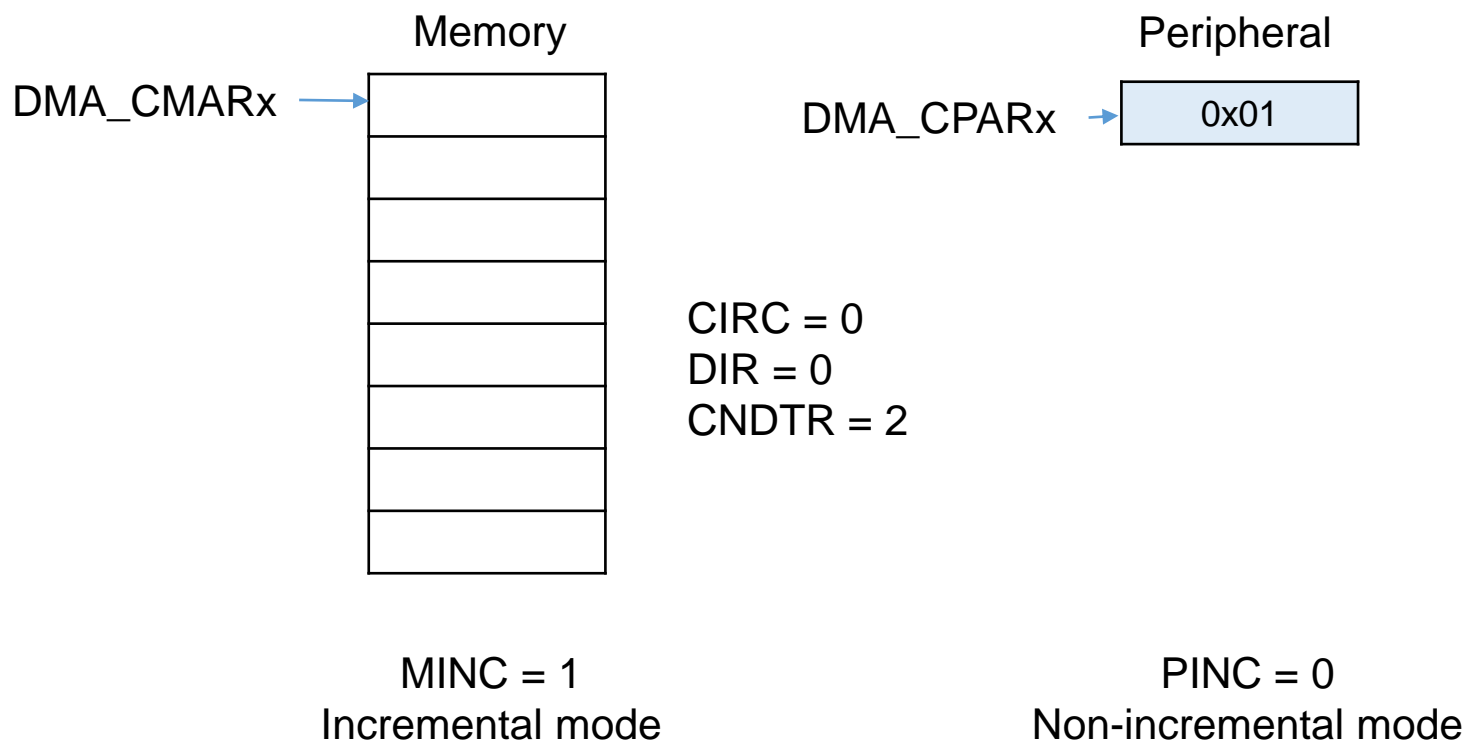 Memory
Peripheral
DMA_CMARx
DMA_CPARx
0x01
CIRC = 0
DIR = 0
CNDTR = 2
MINC = 1
Incremental mode
PINC = 0
Non-incremental mode